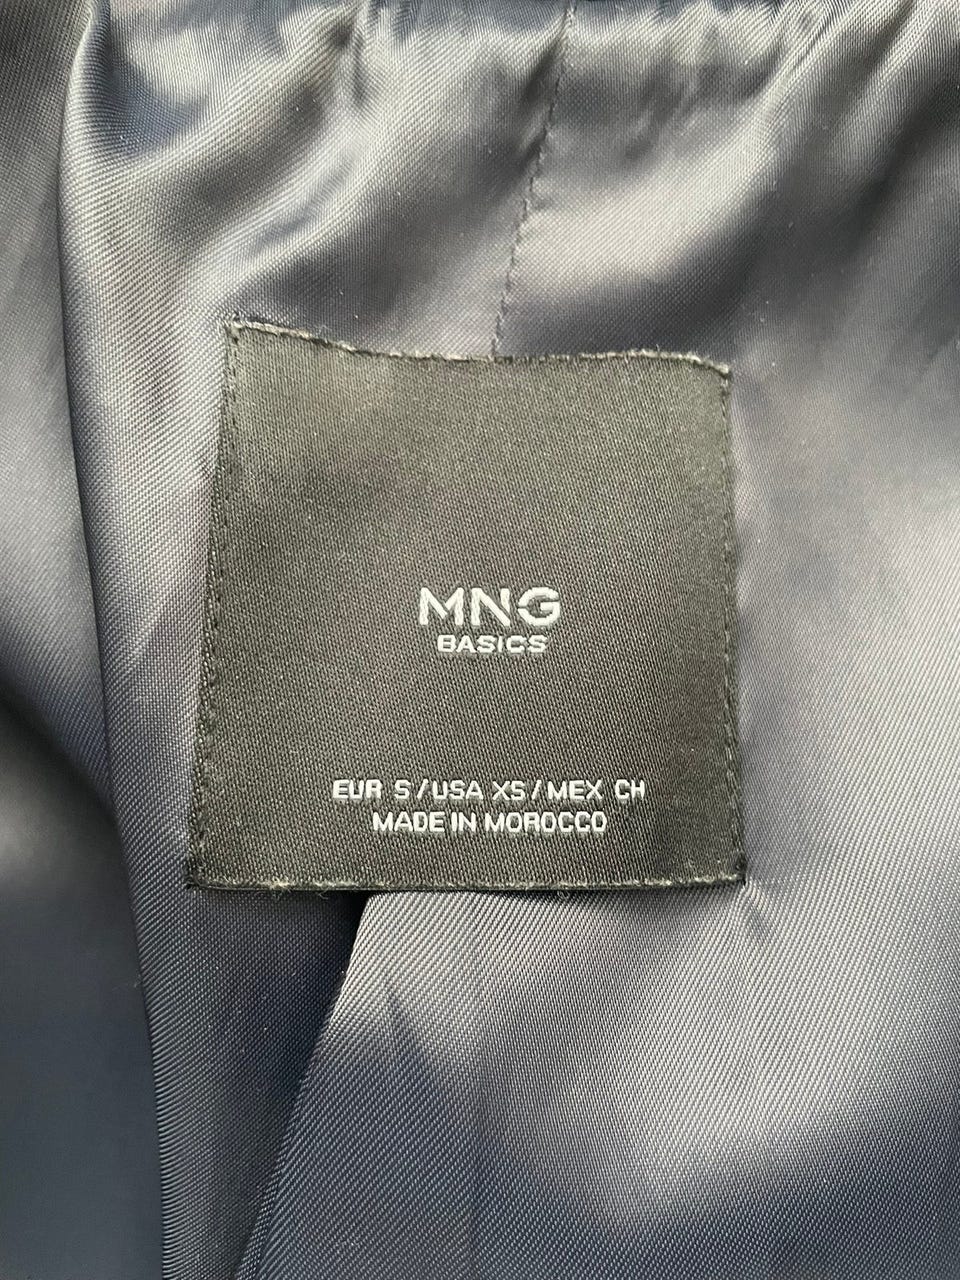 MNG
BASICS
EUR S/USA XS/MEX CH
MADE IN MOROCCO